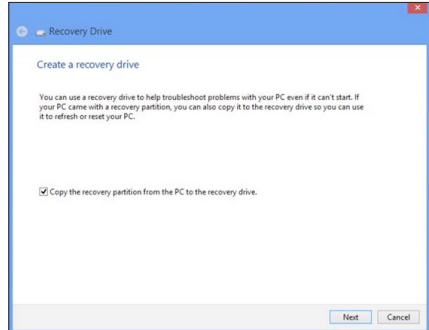 Recovery Drive
Create a recovery drive
You can use a recovery drive to help troubleshoot problems with your PC even if it can't start. If
your PC came with a recovery partition, you can also copy it to the recovery drive so you can use
it to refresh or reset your PC.
Copy the recovery partition from the PC to the recovery drive.
Next Cancel